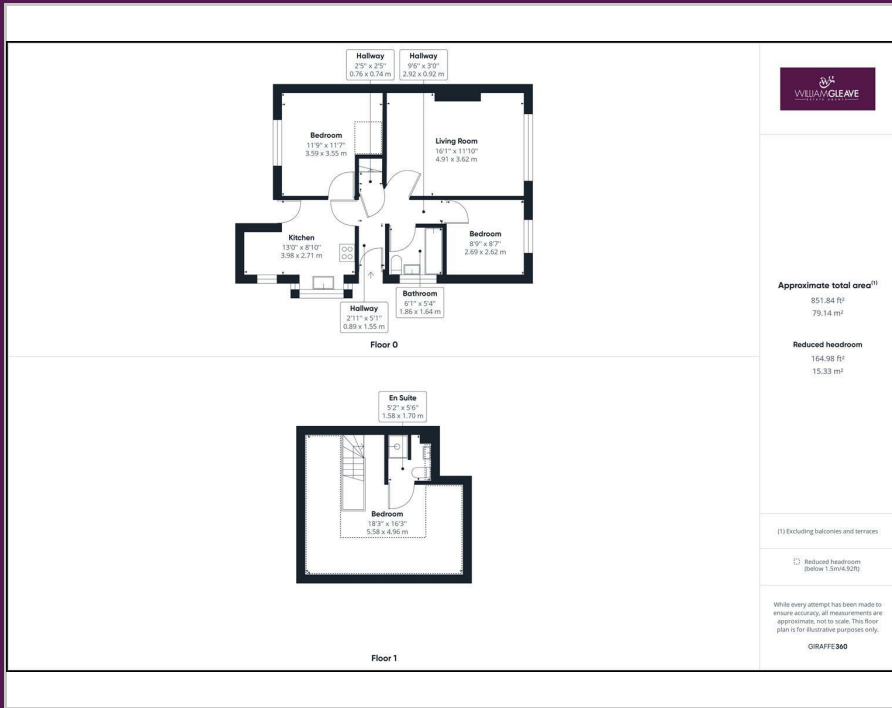 Hallway
2'5" x 2'5"
0.76 x 0.74 m
Hallway
9'6" x 3'0"
2.92 x 0.92 m
Bedroom
11'9" x 11'7"
3.59 x 3.55 m
Living Room
16'1" x 11'10"
4.91 x 3.62 m
Kitchen
13'0" x 8'10"
3.98 x 2.71 m
Bedroom
8'9" x 8'7"
2.69 x 2.62 m
Bathroom
6'1" x 5'4"
1.86 x 1.64 m
Hallway
2'11" x 5'1"
0.89 x 1.55 m
Floor 0
En Suite
5'2" x 5'6"
1.58 x 1.70 m
Bedroom
18'3" x 16'3"
5.58 x 4.96 m
Floor 1
WILLIAMGLEAVE
ESTATE AGENTS
Approximate total area(1)
851.84 ft²
79.14 m²
Reduced headroom
164.98 ft²
15.33 m²
(1) Excluding balconies and terraces
Reduced headroom
(below 1.5m/4.92ft)
While every attempt has been made to
ensure accuracy, all measurements are
approximate, not to scale. This floor
plan is for illustrative purposes only.
GIRAFFE360